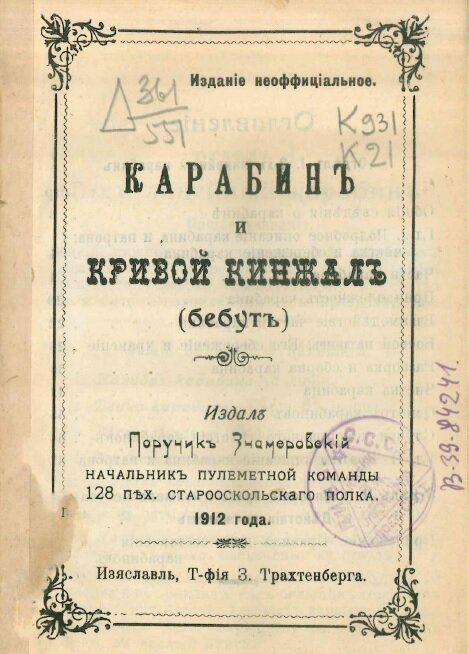 Изданіе неоффиціальное.
361
551
К931
К21
КАРАБИНЪ
И
КРИВОЙ КИНЖАЛЪ
(бебутъ)
Издалъ
Поручикъ Знамеровскій
НАЧАЛЬНИКЪ ПУЛЕМЕТНОЙ КОМАНДЫ
128 ПѢХ. СТАРООСКОЛЬСКАГО ПОЛКА.
1912 года.
Изяславль, Т-фія З. Трахтенберга.
С.С.С.
В-39-84241.